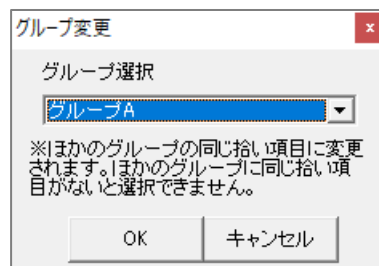 グループ変更
x
グループ選択
グループA
※ほかのグループの同じ拾い項目に変更
されます。ほかのグループに同じ拾い項
目がないと選択できません。
OK
キャンセル